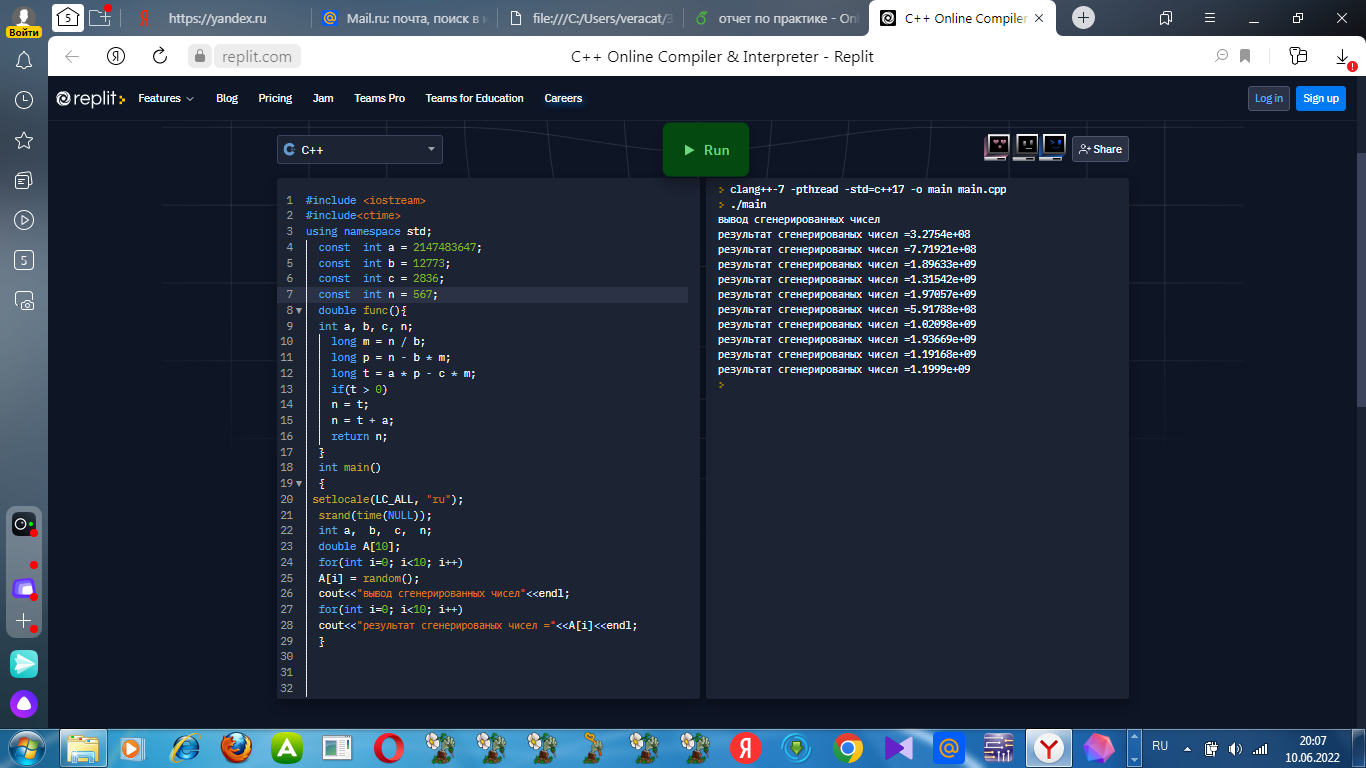 5
https://yandex.ru
Mail.ru: почта, поиск в и
file:///C:/Users/veracat/З
отчет по практике - Onl
C++ Online Compiler
Войти
replit.com
C++ Online Compiler & Interpreter - Replit
replit
Features
Blog
Pricing
Jam
Teams Pro
Teams for Education
Careers
Log in
Sign up
C++
Run
Share
1 #include <iostream>
2 #include<ctime>
3 using namespace std;
4 const  int a = 2147483647;
5 const  int b = 12773;
6 const  int c = 2836;
7 const  int n = 567;
8 double func(){
9 int a, b, c, n;
10 long m = n / b;
11 long p = n - b * m;
12 long t = a * p - c * m;
13 if(t > 0)
14 n = t;
15 n = t + a;
16 return n;
17 }
18 int main()
19 {
20 setlocale(LC_ALL, "ru");
21 srand(time(NULL));
22 int a,  b,  c,  n;
23 double A[10];
24 for(int i=0; i<10; i++)
25 A[i] = random();
26 cout<<"вывод сгенерированных чисел"<<endl;
27 for(int i=0; i<10; i++)
28 cout<<"результат сгенерированых чисел ="<<A[i]<<endl;
29 }
30
31
32
> clang++-7 -pthread -std=c++17 -o main main.cpp
> ./main
вывод сгенерированных чисел
результат сгенерированых чисел =3.2754e+08
результат сгенерированых чисел =7.71921e+08
результат сгенерированых чисел =1.89633e+09
результат сгенерированых чисел =1.31542e+09
результат сгенерированых чисел =1.97057e+09
результат сгенерированых чисел =5.91788e+08
результат сгенерированых чисел =1.02098e+09
результат сгенерированых чисел =1.93669e+09
результат сгенерированых чисел =1.19168e+09
результат сгенерированых чисел =1.1999e+09
>
5
RU
20:07
10.06.2022